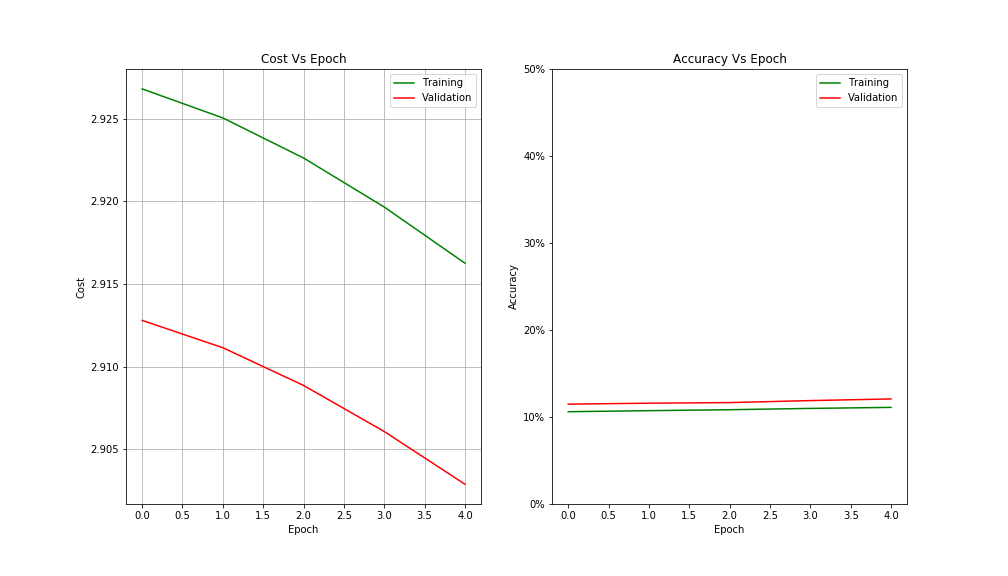 Cost Vs Epoch
Training
Validation
2.925
2.920
2.915
2.910
2.905
Cost
0.0 0.5 1.0 1.5 2.0 2.5 3.0 3.5 4.0
Epoch
Accuracy Vs Epoch
Training
Validation
50%
40%
30%
20%
10%
0%
Accuracy
0.0 0.5 1.0 1.5 2.0 2.5 3.0 3.5 4.0
Epoch